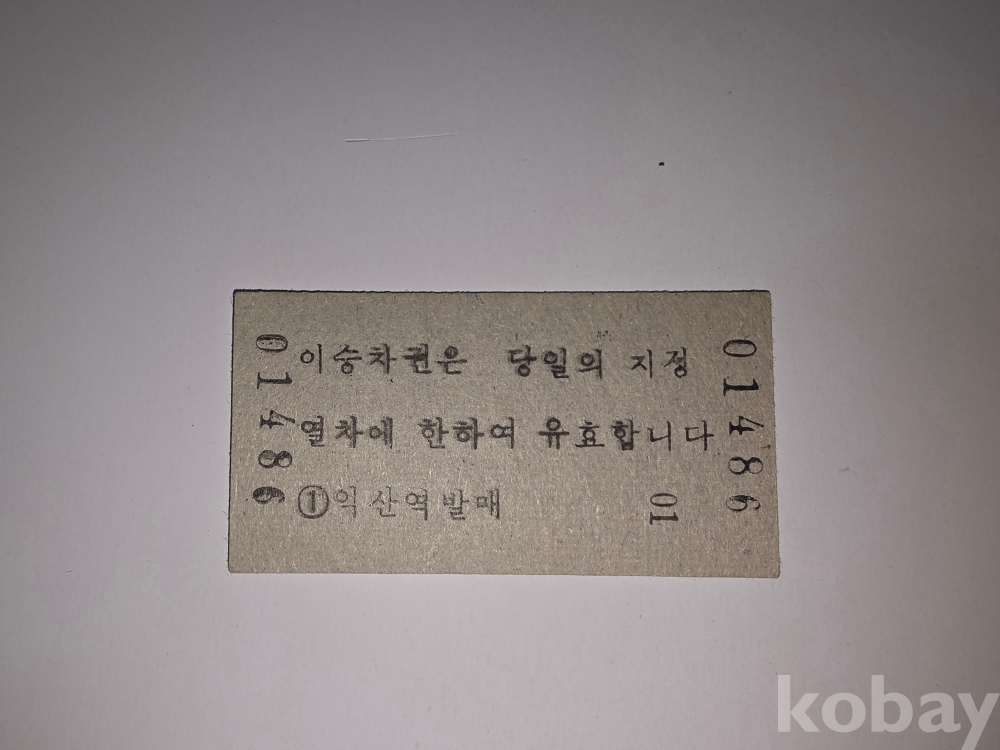 이승차권은 당일의 지정
열차에 한하여 유효합니다
①익산역발매
01
01486
01486
kobay